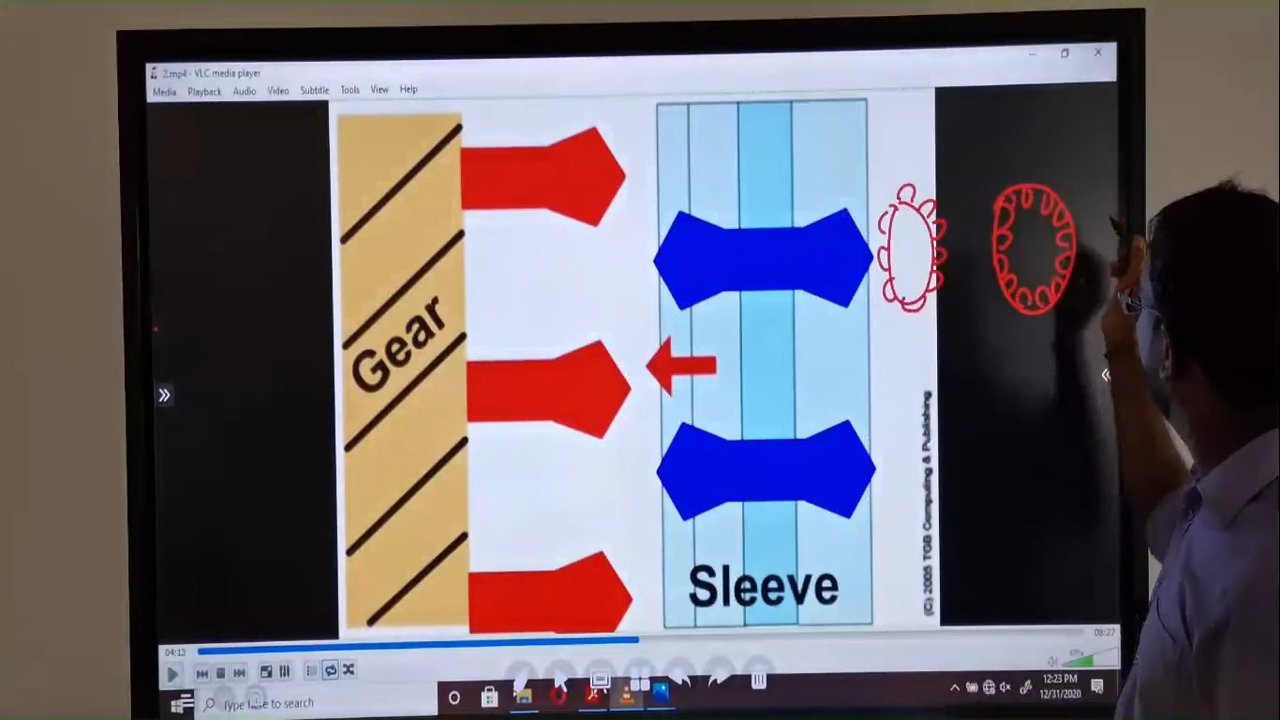 2.mp4 - VLC media player
Media Playback Audio Video Subtitle Tools View Help
Gear
Sleeve
(C) 2005 TGB Computing & Publishing
04:13
08:27
Type here to search
12:23 PM
12/31/2020